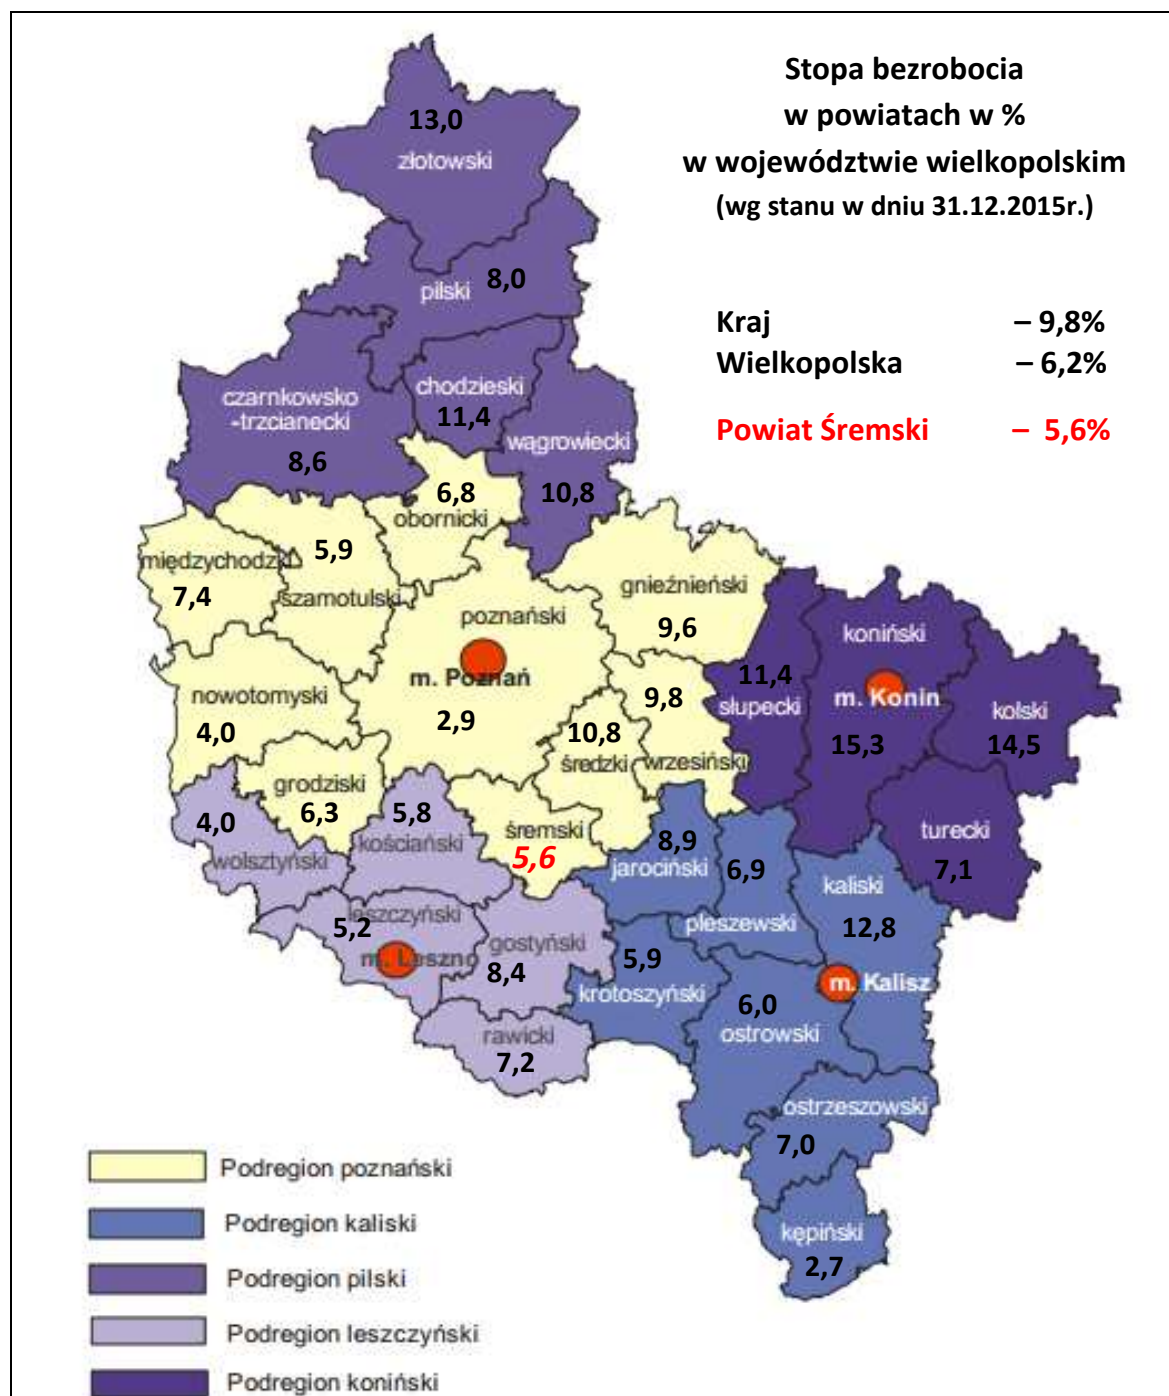 Stopa bezrobocia
w powiatach w %
w województwie wielkopolskim
(wg stanu w dniu 31.12.2015r.)
Kraj – 9,8%
Wielkopolska – 6,2%
Powiat Śremski – 5,6%
13,0
złotowski
pilski 8,0
chodzieski
11,4
czarnkowsko
-trzcianecki
8,6
wągrowiecki
10,8
6,8
obornicki
międzychodzki
7,4
5,9
szamotulski
gnieźnieński
9,6
poznański
m. Poznań
2,9
nowotomyski
4,0
9,8
wrzesiński
10,8
średzki
11,4
słupecki
koniński
m. Konin
15,3
kolski
14,5
grodziski
6,3
śremski
5,6
turecki
7,1
4,0
wolsztyński
5,8
kościański
8,9
jarociński
6,9
pleszewski
kaliski
12,8
m. Kalisz
leszczyński
5,2
m. Leszno
gostyński
8,4
5,9
krotoszyński
6,0
ostrowski
rawicki
7,2
ostrzeszowski
7,0
kępiński
2,7
Podregion poznański
Podregion kaliski
Podregion pilski
Podregion leszczyński
Podregion koniński